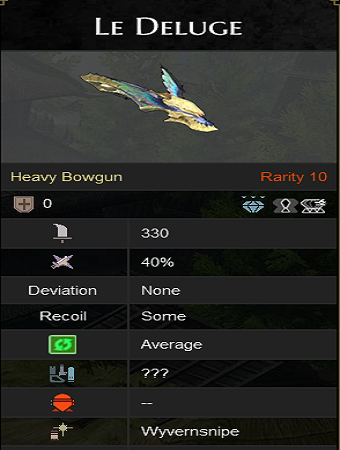 Le Deluge
Heavy Bowgun Rarity 10
0
330
40%
Deviation None
Recoil Some
Average
???
--
Wyvernsnipe